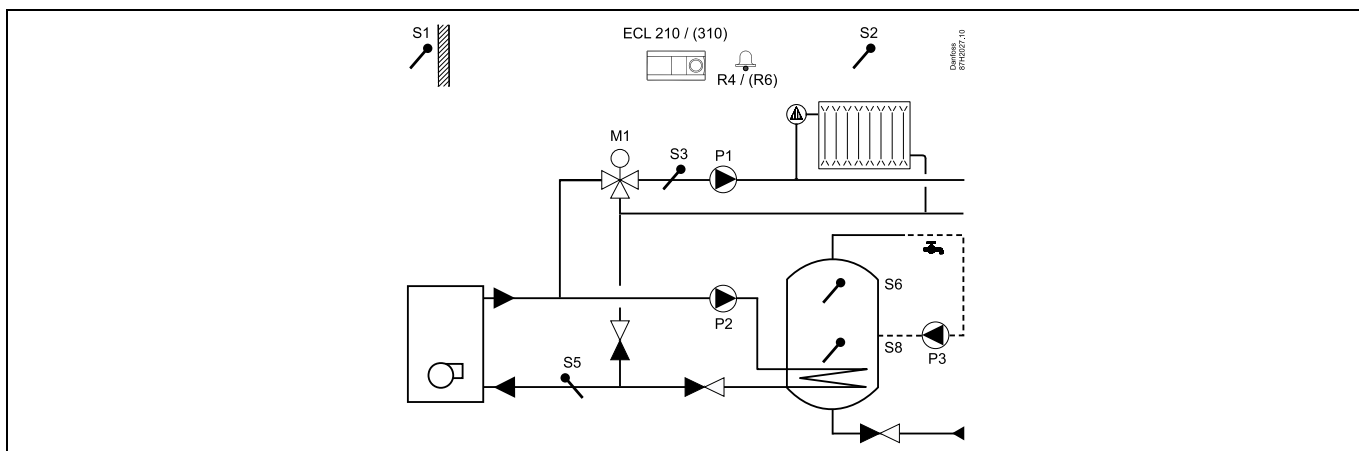 S1
ECL 210 / (310)
S2
Danfoss
87H2027.10
R4 / (R6)
M1
S3
P1
S6
P2
S8
P3
S5